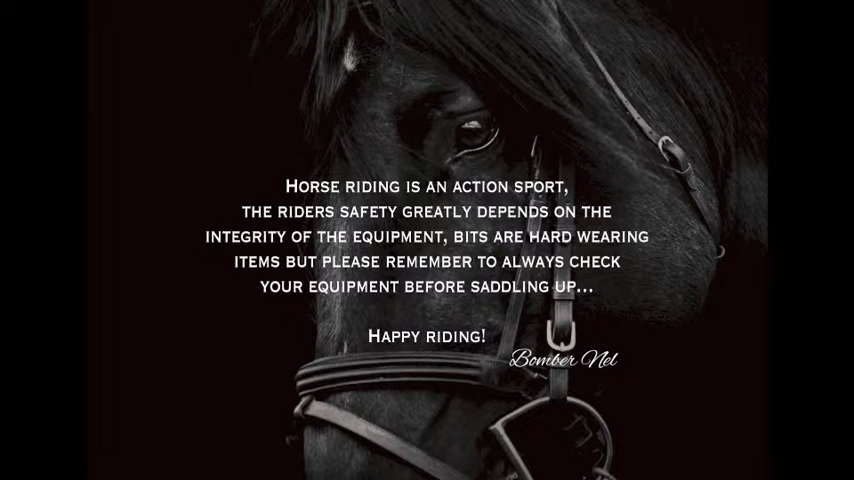 Horse riding is an action sport,
the riders safety greatly depends on the
integrity of the equipment, bits are hard wearing
items but please remember to always check
your equipment before saddling up...
Happy riding!
Bomber Nel